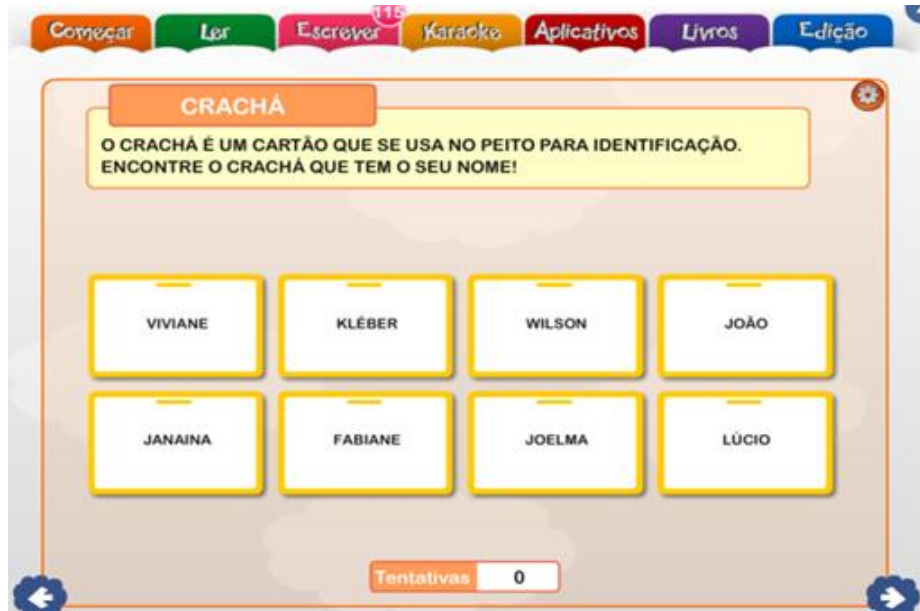 115
Começar Ler Escrever Karaoke Aplicativos Livros Edição
CRACHÁ
O CRACHÁ É UM CARTÃO QUE SE USA NO PEITO PARA IDENTIFICAÇÃO.
ENCONTRE O CRACHÁ QUE TEM O SEU NOME!
VIVIANE KLÉBER WILSON JOÃO
JANAINA FABIANE JOELMA LÚCIO
Tentativas 0